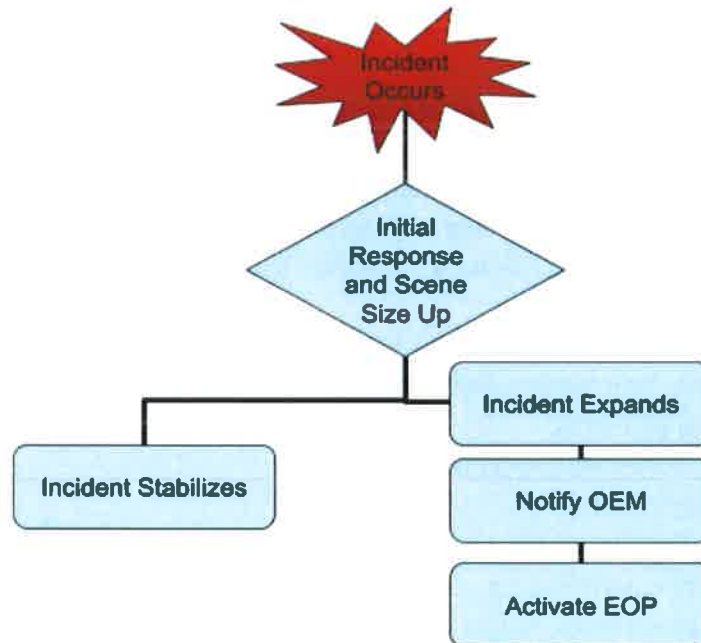 Incident
Occurs
Initial
Response
and Scene
Size Up
Incident Expands
Incident Stabilizes
Notify OEM
Activate EOP